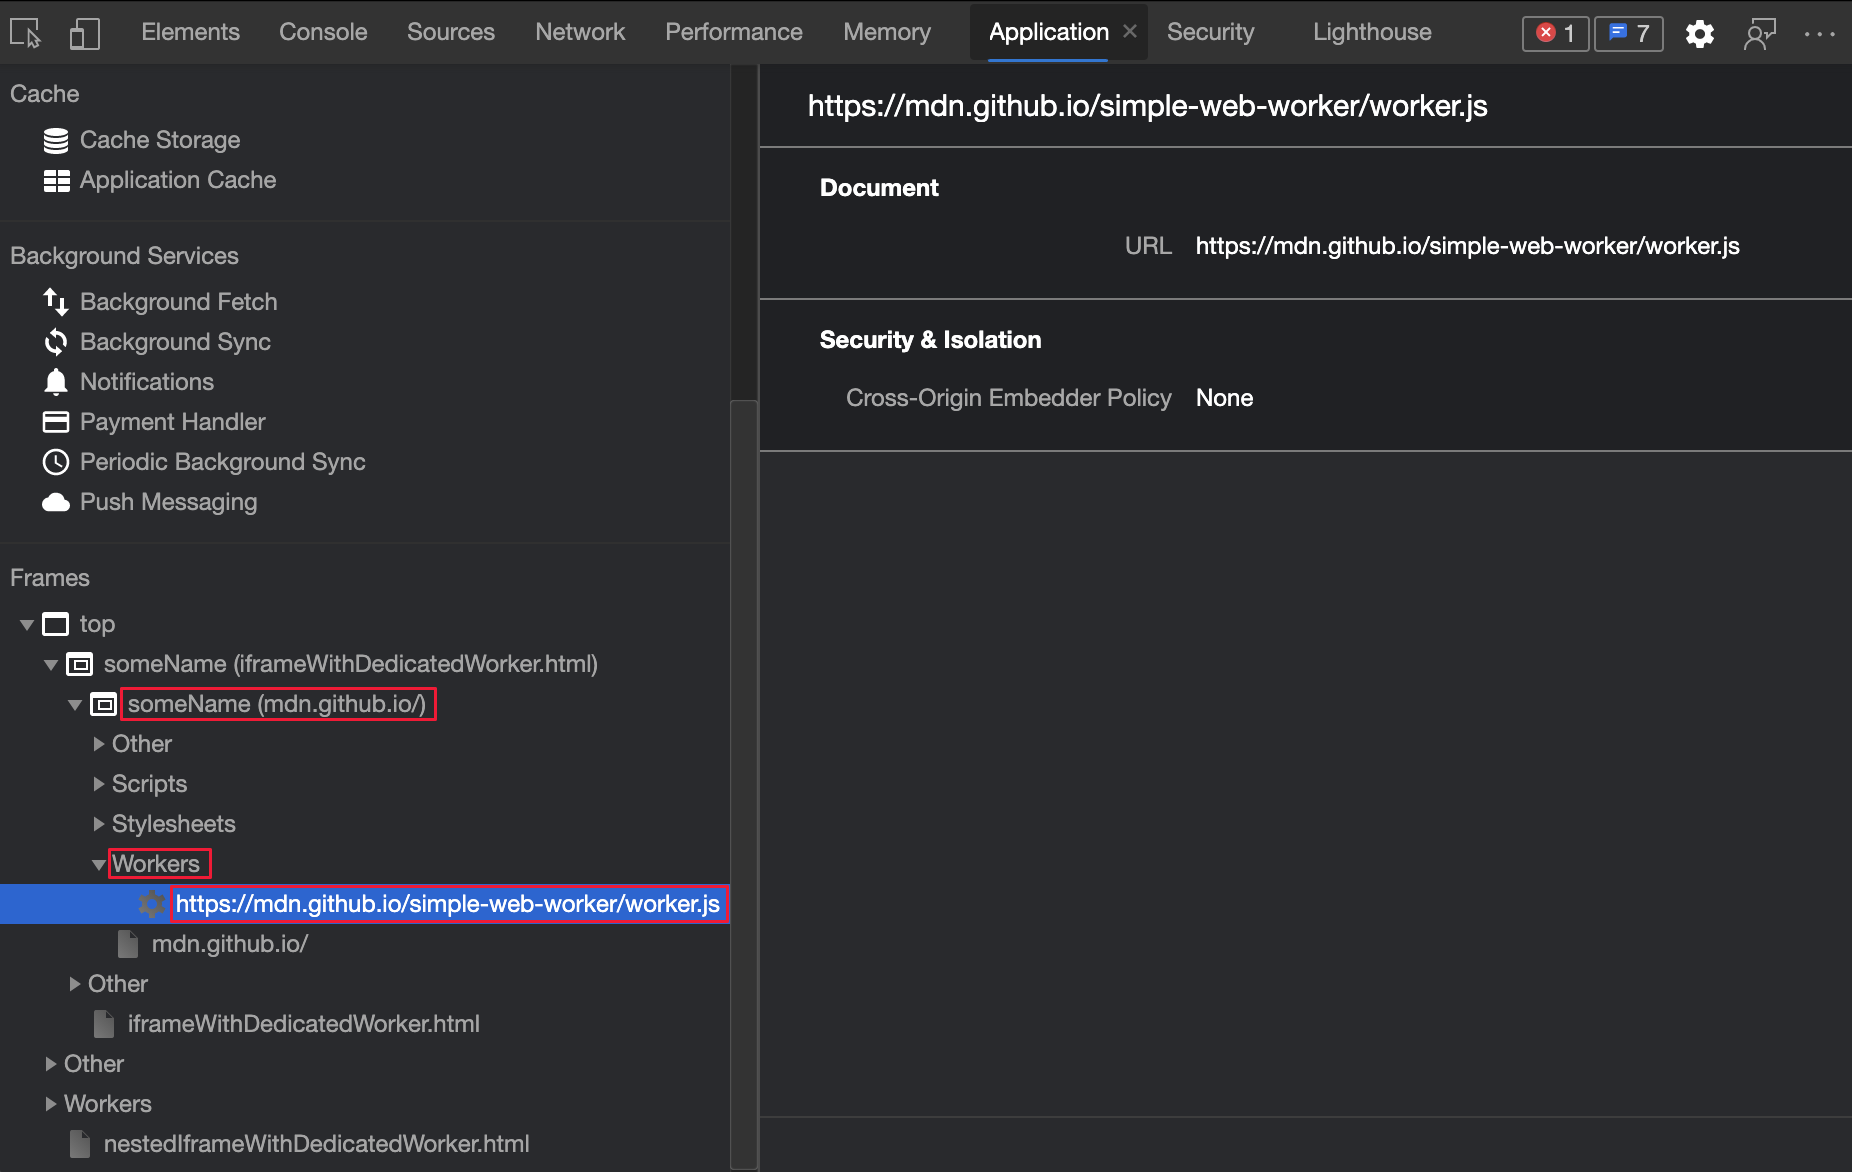 Elements Console Sources Network Performance Memory Application Security Lighthouse 1 7
Cache
Cache Storage
Application Cache
Background Services
Background Fetch
Background Sync
Notifications
Payment Handler
Periodic Background Sync
Push Messaging
Frames
top
someName (iframeWithDedicatedWorker.html)
someName (mdn.github.io/)
Other
Scripts
Stylesheets
Workers
https://mdn.github.io/simple-web-worker/worker.js
mdn.github.io/
Other
iframeWithDedicatedWorker.html
Other
Workers
nestedIframeWithDedicatedWorker.html
https://mdn.github.io/simple-web-worker/worker.js
Document
URL https://mdn.github.io/simple-web-worker/worker.js
Security & Isolation
Cross-Origin Embedder Policy None